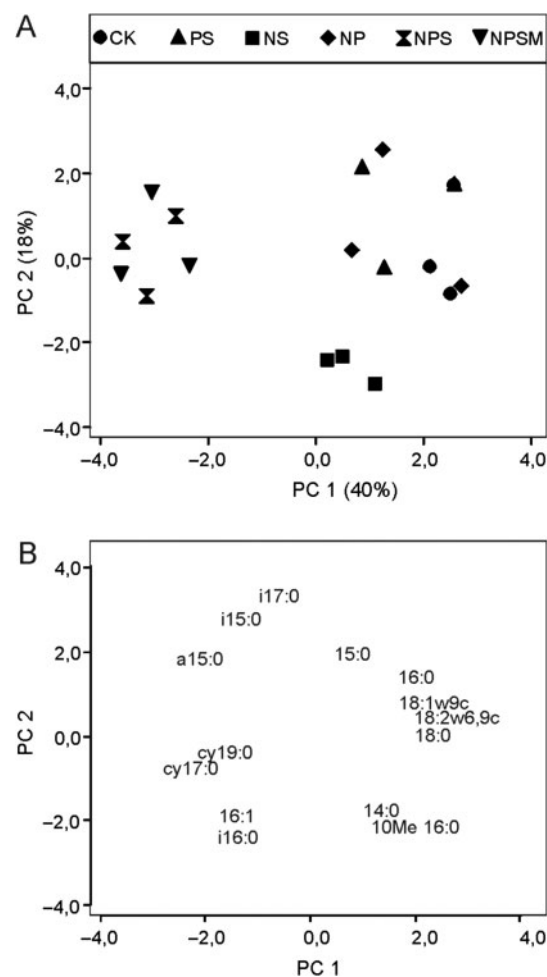 A
CK PS NS NP NPS NPSM
4,0
2,0
0,0
−2,0
−4,0
PC 2 (18%)
−4,0 −2,0 0,0 2,0 4,0
PC 1 (40%)
B
4,0
2,0
0,0
−2,0
−4,0
PC 2
i17:0
i15:0
a15:0
15:0
16:0
18:1w9c
18:2w6,9c
18:0
cy19:0
cy17:0
16:1
i16:0
14:0
10Me 16:0
−4,0 −2,0 0,0 2,0 4,0
PC 1